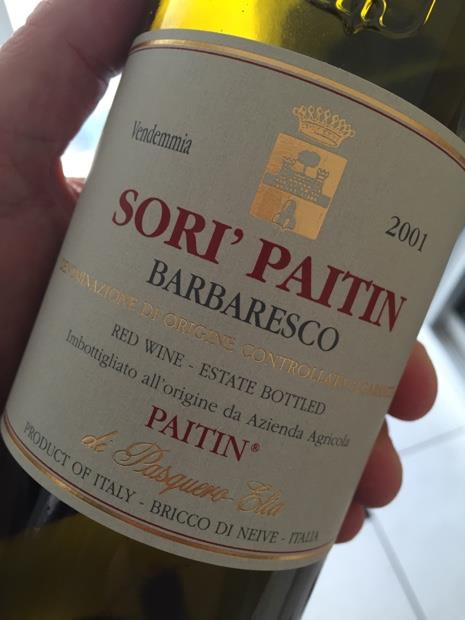 Vendemmia
2001
SORI' PAITIN
BARBARESCO
DENOMINAZIONE DI ORIGINE CONTROLLATA E
RED WINE - ESTATE BOTTLED
Imbottigliato all'origine da Azienda Agricola
PAITIN®
di Pasquero-Elia
PRODUCT OF ITALY - BRICCO DI NEIVE - ITALIA